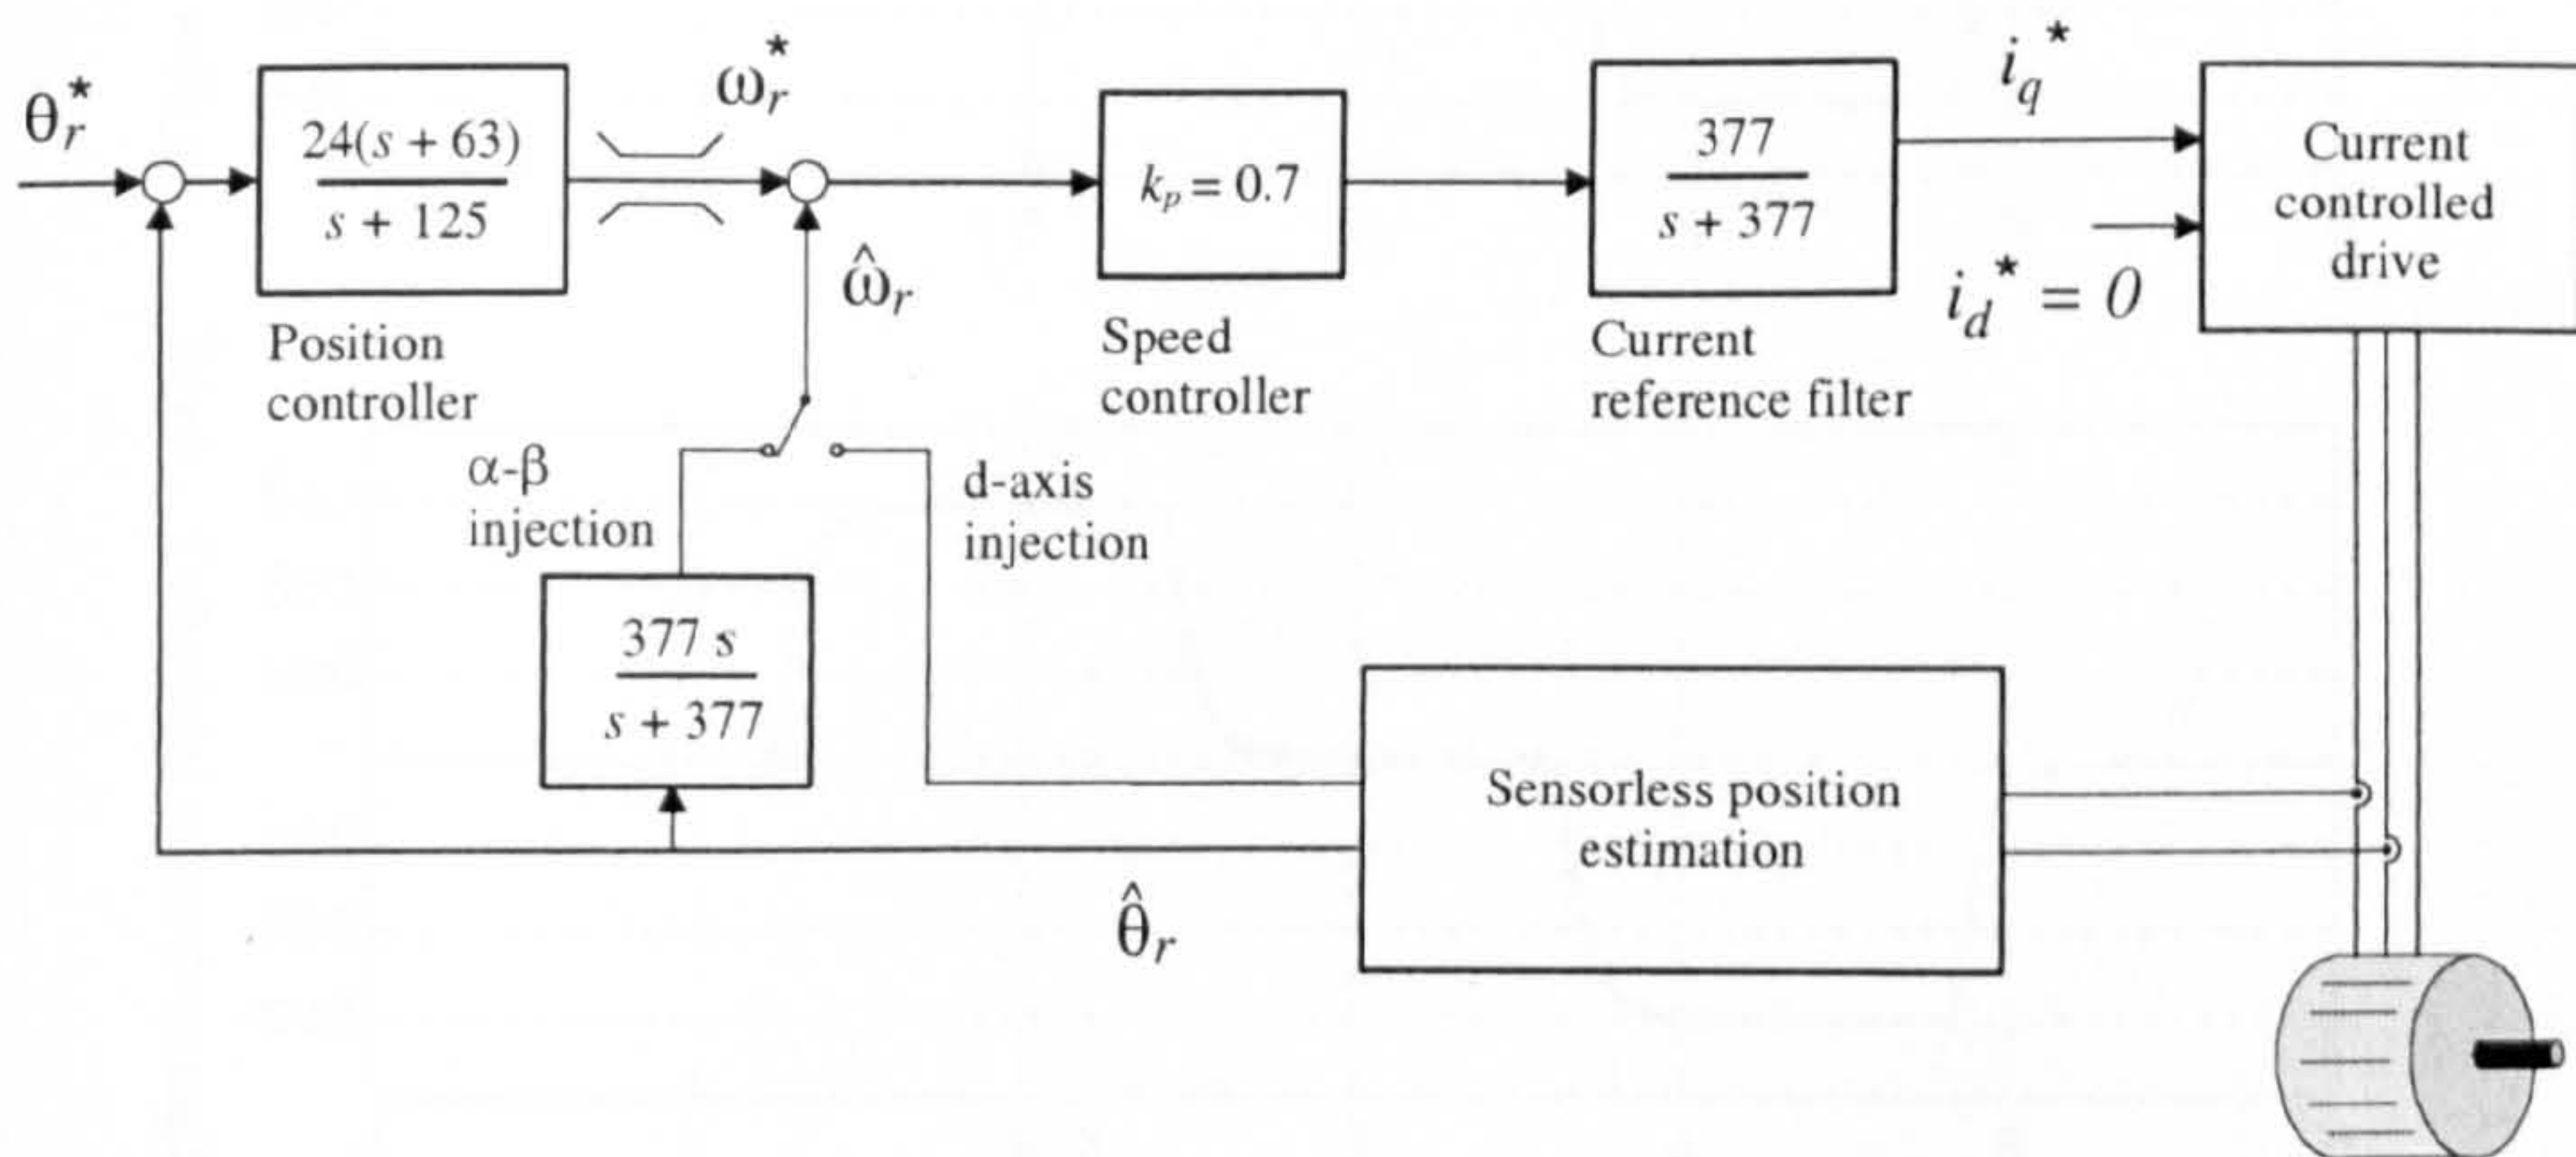 θr*
24(s + 63)
s + 125
Position
controller
ωr*
ω̂r
kp = 0.7
Speed
controller
377
s + 377
Current
reference filter
iq*
id* = 0
Current
controlled
drive
α-β
injection
d-axis
injection
377 s
s + 377
Sensorless position
estimation
θ̂r